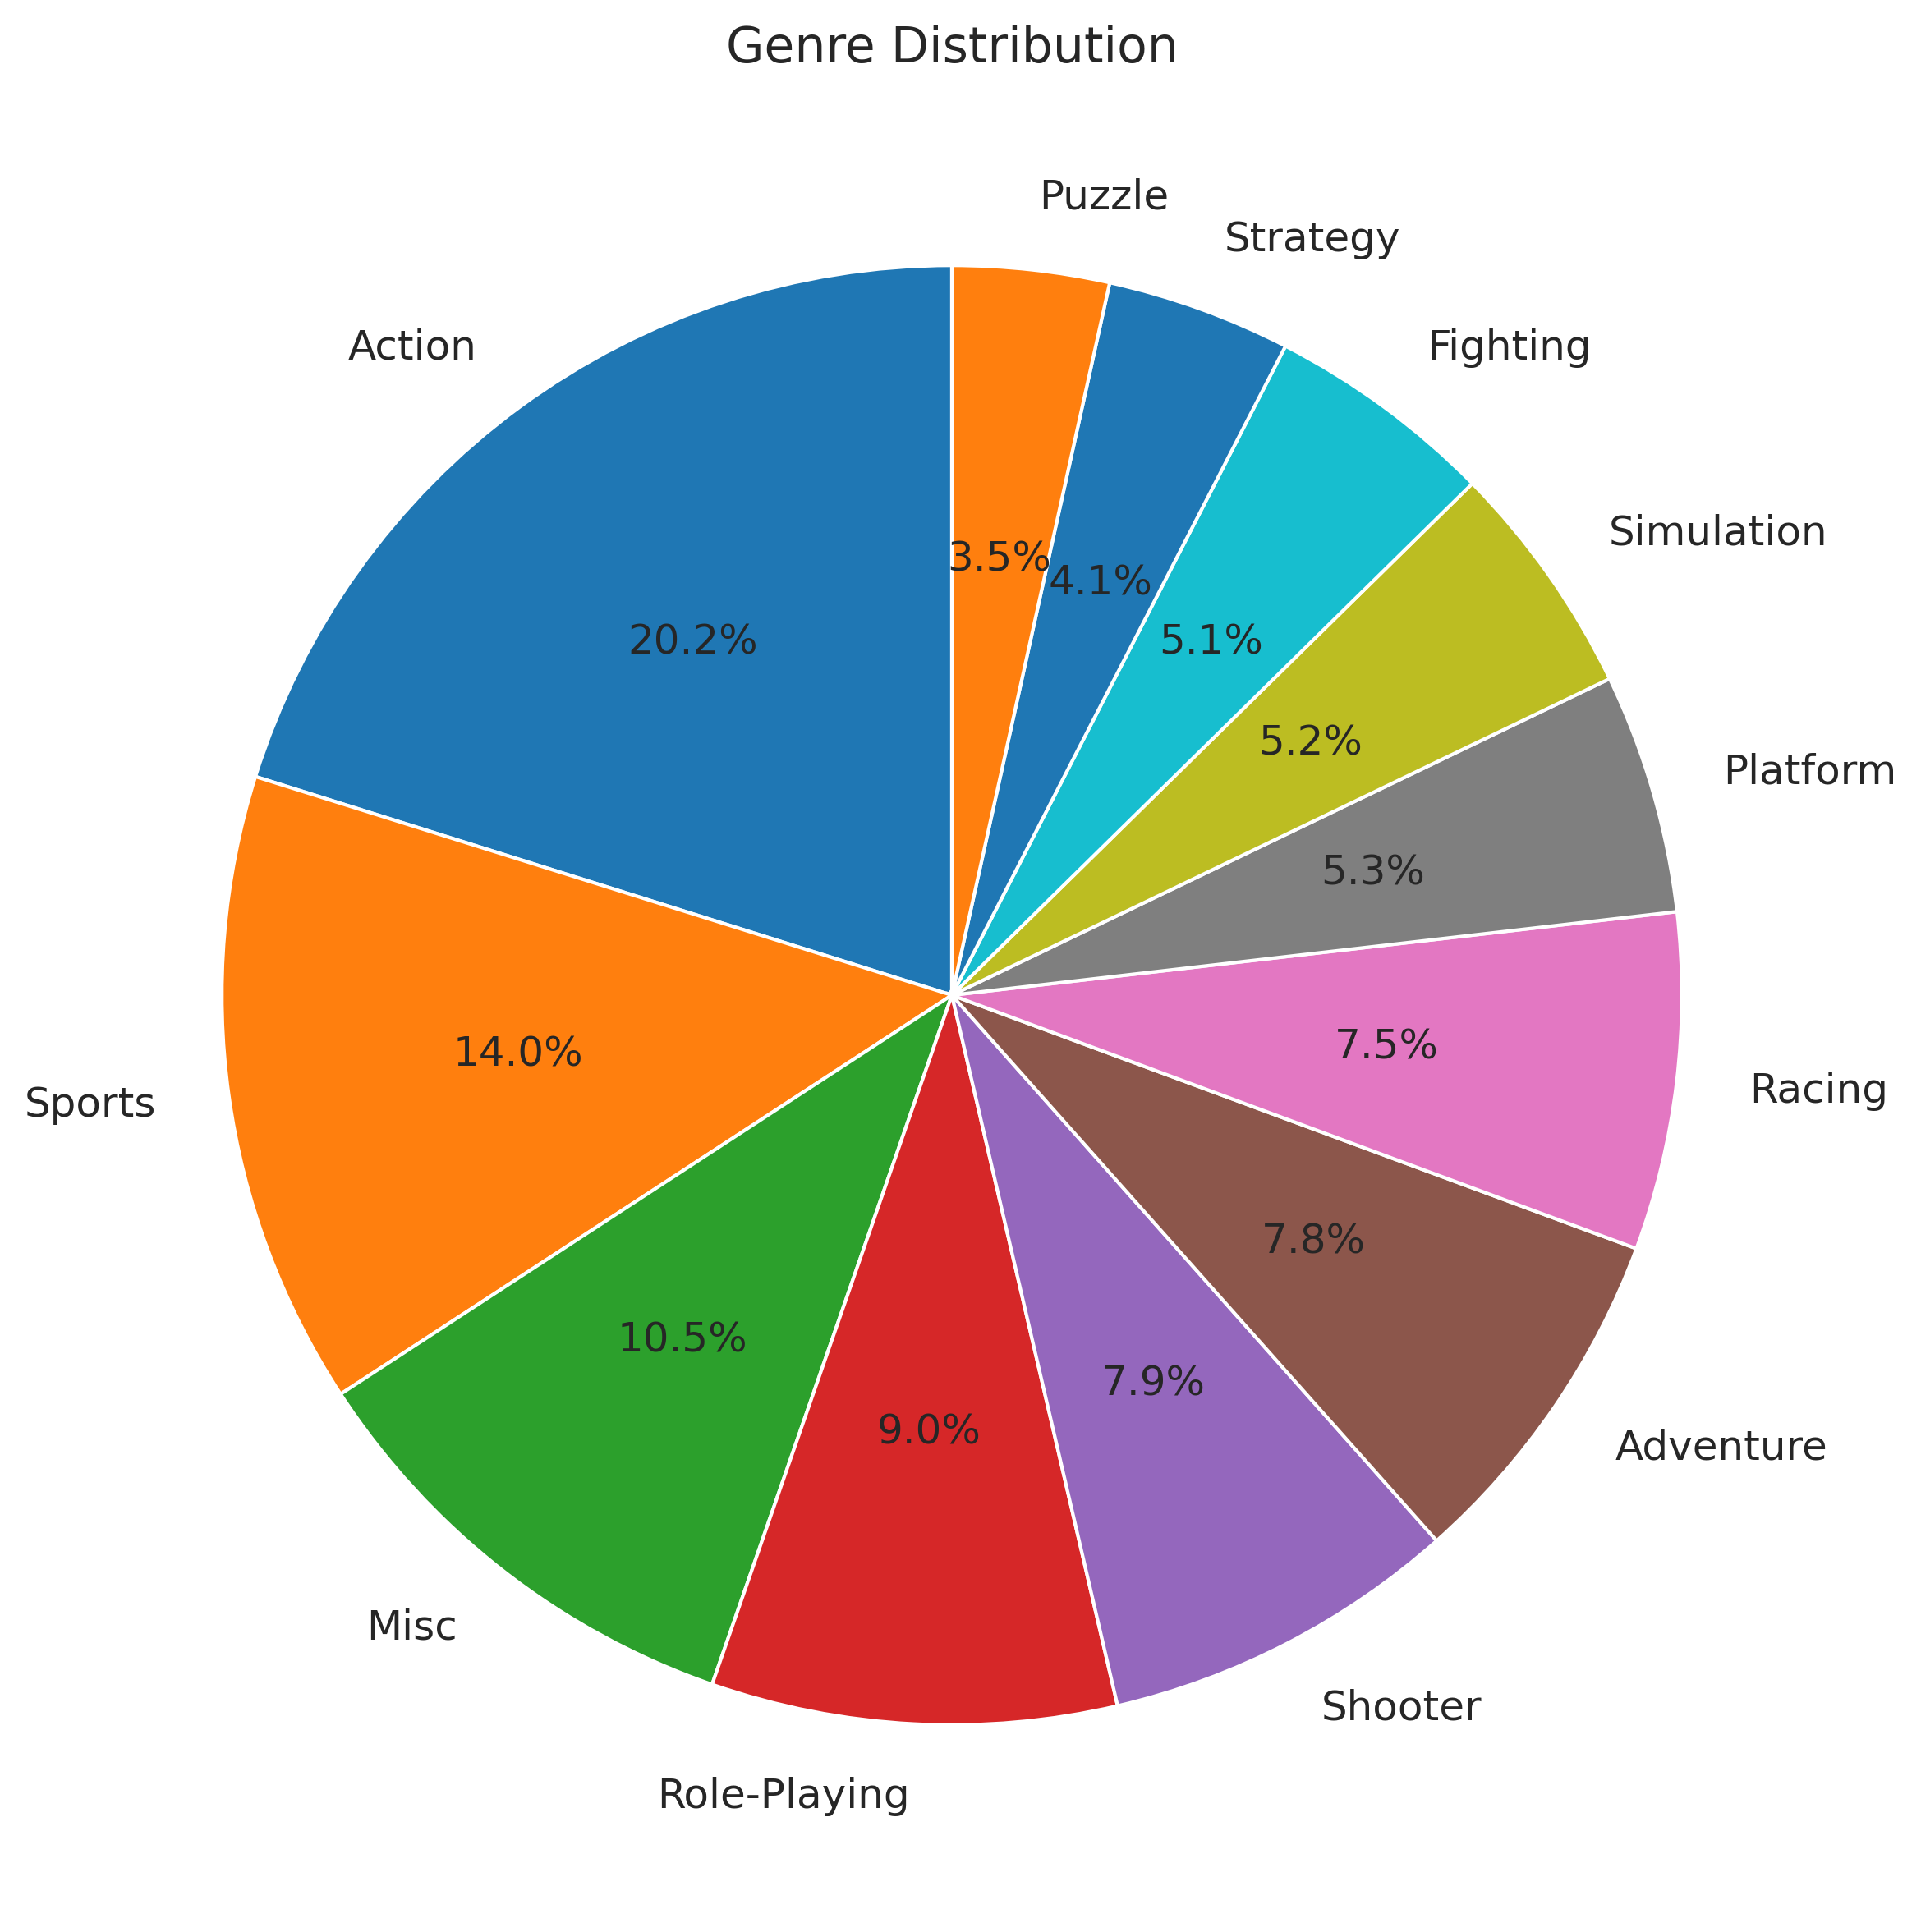 Genre Distribution
Puzzle
Strategy
Action
Fighting
Simulation
3.5%
4.1%
20.2%
5.1%
5.2%
Platform
5.3%
7.5%
14.0%
Racing
Sports
7.8%
10.5%
7.9%
9.0%
Adventure
Misc
Shooter
Role-Playing